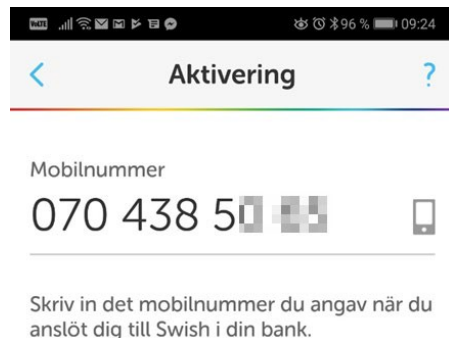 VoLTE 96 % 09:24
Aktivering ?
Mobilnummer
070 438 5
Skriv in det mobilnummer du angav när du
anslöt dig till Swish i din bank.